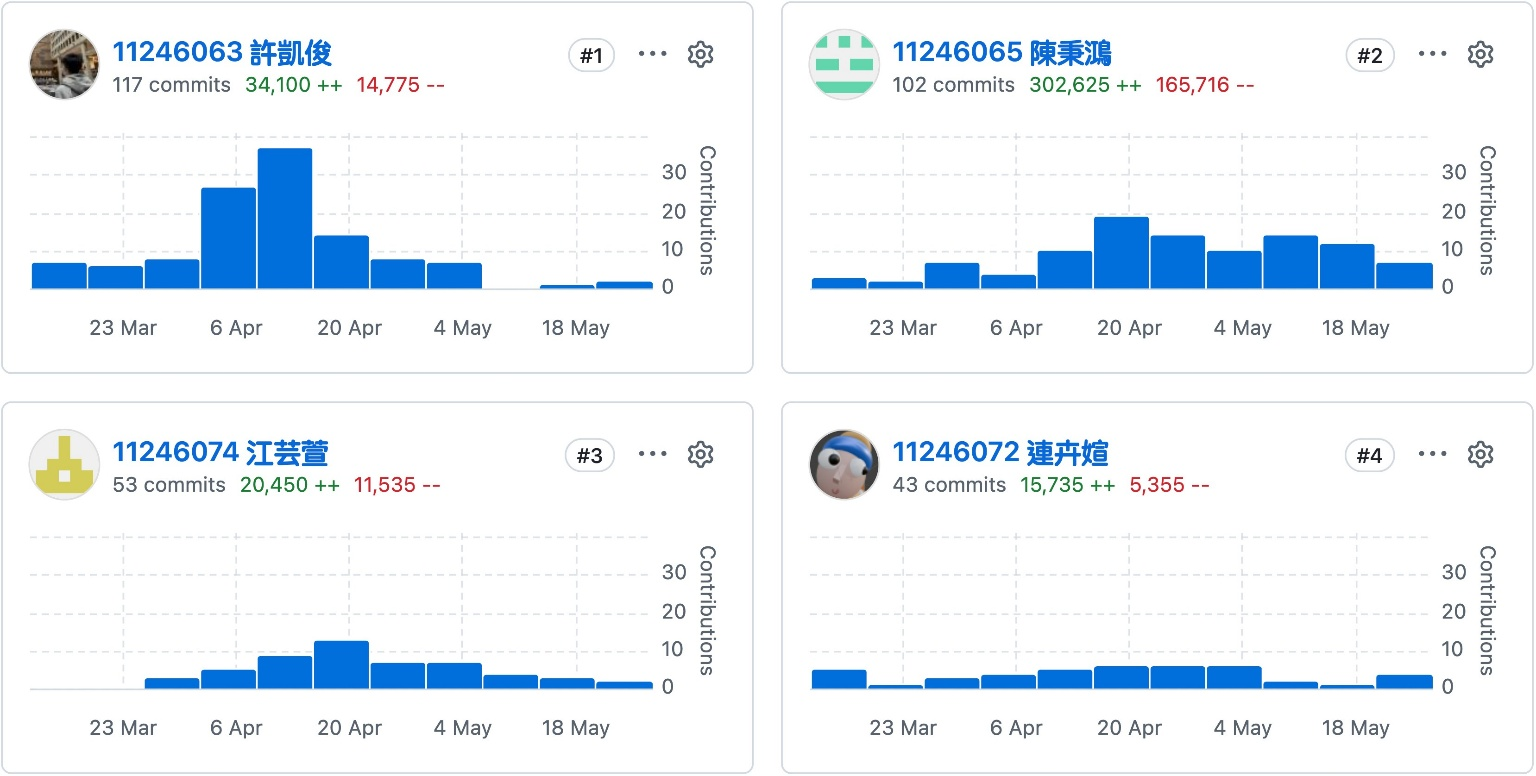 11246063 許凱俊 #1
117 commits 34,100 ++ 14,775 --
30
20
10
0
Contributions
23 Mar 6 Apr 20 Apr 4 May 18 May
11246065 陳秉鴻 #2
102 commits 302,625 ++ 165,716 --
30
20
10
0
Contributions
23 Mar 6 Apr 20 Apr 4 May 18 May
11246074 江芸萱 #3
53 commits 20,450 ++ 11,535 --
30
20
10
0
Contributions
23 Mar 6 Apr 20 Apr 4 May 18 May
11246072 連卉媗 #4
43 commits 15,735 ++ 5,355 --
30
20
10
0
Contributions
23 Mar 6 Apr 20 Apr 4 May 18 May